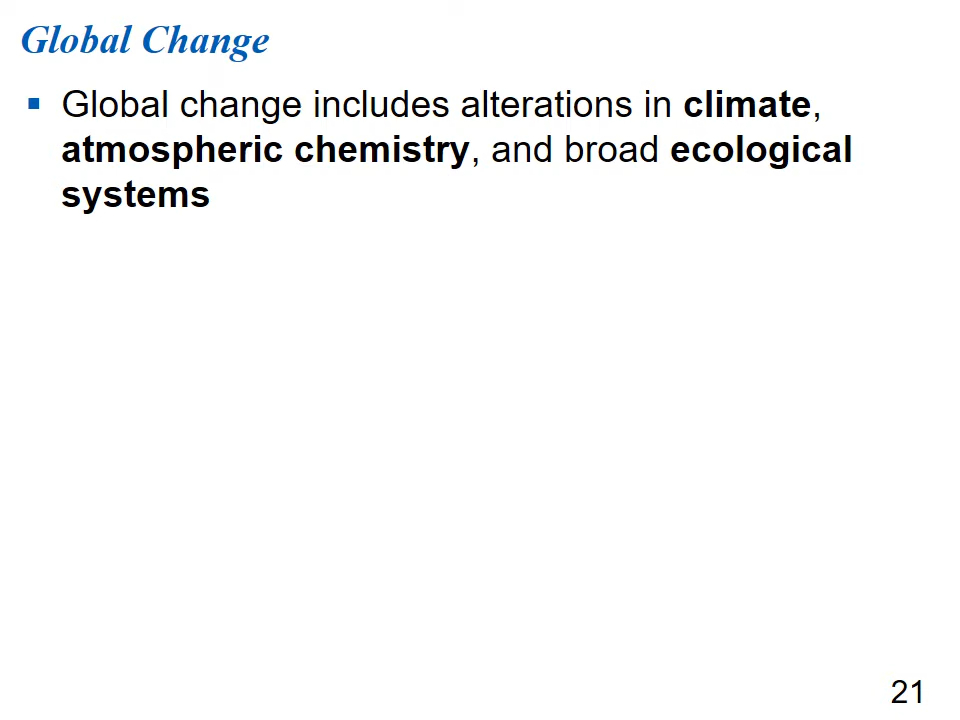 Global Change
▪ Global change includes alterations in climate,
atmospheric chemistry, and broad ecological
systems
21